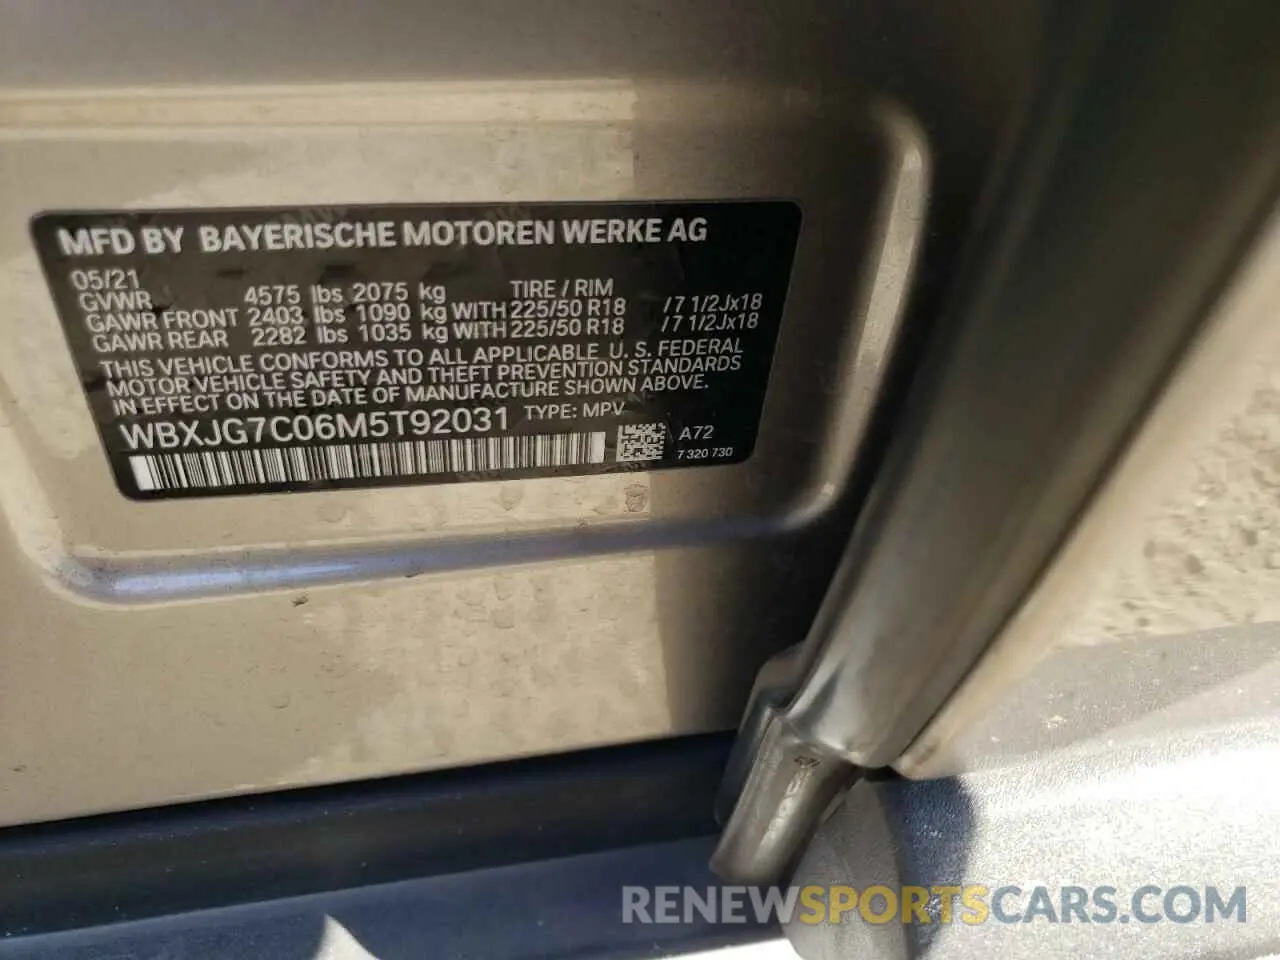 MFD BY BAYERISCHE MOTOREN WERKE AG
05/21
GVWR 4575 lbs 2075 kg TIRE / RIM
GAWR FRONT 2403 lbs 1090 kg WITH 225/50 R18 /7 1/2Jx18
GAWR REAR 2282 lbs 1035 kg WITH 225/50 R18 /7 1/2Jx18
THIS VEHICLE CONFORMS TO ALL APPLICABLE U. S. FEDERAL
MOTOR VEHICLE SAFETY AND THEFT PREVENTION STANDARDS
IN EFFECT ON THE DATE OF MANUFACTURE SHOWN ABOVE.
WBXJG7C06M5T92031 TYPE: MPV
A72
7 320 730
RENEWSPORTSCARS.COM